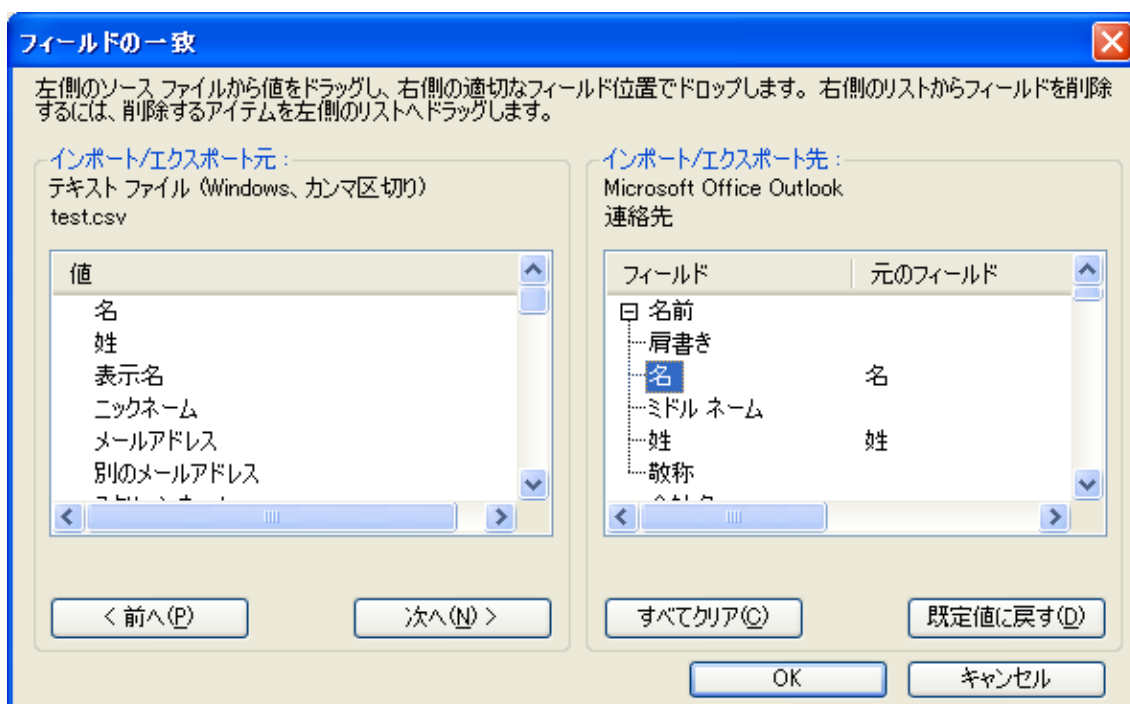 フィールドの一致
左側のソース ファイルから値をドラッグし、右側の適切なフィールド位置でドロップします。 右側のリストからフィールドを削除
するには、削除するアイテムを左側のリストへドラッグします。
インポート/エクスポート元 :
テキスト ファイル (Windows、カンマ区切り)
test.csv
値
名
姓
表示名
ニックネーム
メールアドレス
別のメールアドレス
< 前へ(P)
次へ(N) >
インポート/エクスポート先 :
Microsoft Office Outlook
連絡先
フィールド 元のフィールド
名前
肩書き
名 名
ミドル ネーム
姓 姓
敬称
すべてクリア(C)
既定値に戻す(D)
OK
キャンセル